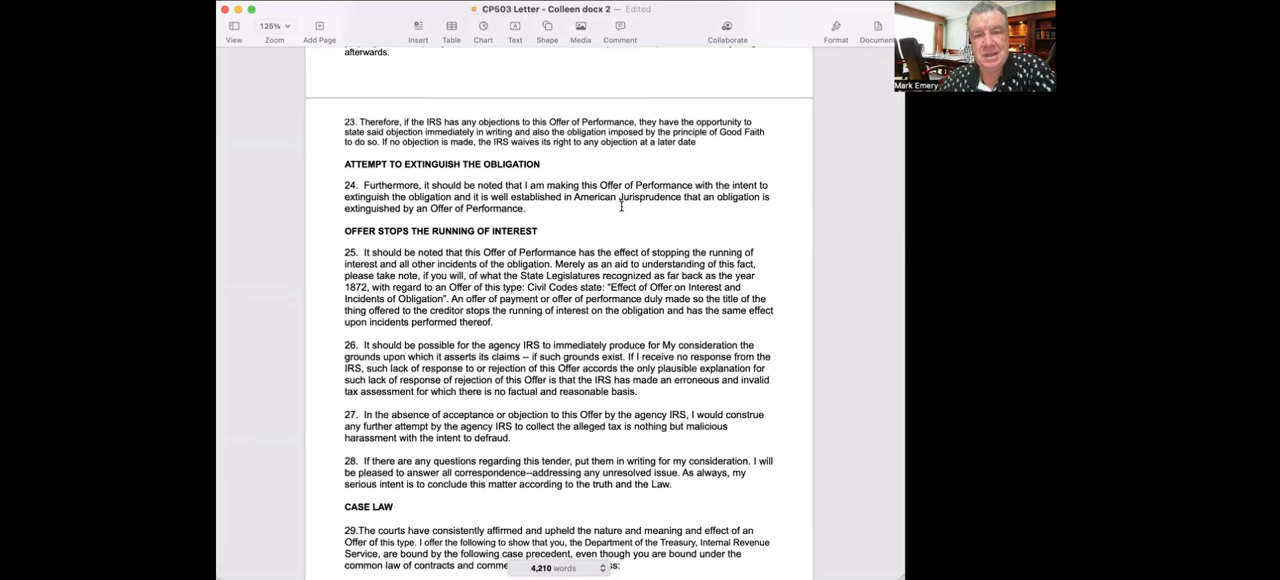 CP503 Letter - Colleen docx 2 — Edited
125%
View
Zoom
Add Page
Insert
Table
Chart
Text
Shape
Media
Comment
Collaborate
Format
Document
Mark Emery
afterwards.
23. Therefore, if the IRS has any objections to this Offer of Performance, they have the opportunity to
state said objection immediately in writing and also the obligation imposed by the principle of Good Faith
to do so. If no objection is made, the IRS waives its right to any objection at a later date
ATTEMPT TO EXTINGUISH THE OBLIGATION
24. Furthermore, it should be noted that I am making this Offer of Performance with the intent to
extinguish the obligation and it is well established in American Jurisprudence that an obligation is
extinguished by an Offer of Performance.
OFFER STOPS THE RUNNING OF INTEREST
25. It should be noted that this Offer of Performance has the effect of stopping the running of
interest and all other incidents of the obligation. Merely as an aid to understanding of this fact,
please take note, if you will, of what the State Legislatures recognized as far back as the year
1872, with regard to an Offer of this type: Civil Codes state: “Effect of Offer on Interest and
Incidents of Obligation”. An offer of payment or offer of performance duly made so the title of the
thing offered to the creditor stops the running of interest on the obligation and has the same effect
upon incidents performed thereof.
26. It should be possible for the agency IRS to immediately produce for My consideration the
grounds upon which it asserts its claims -- if such grounds exist. If I receive no response from the
IRS, such lack of response to or rejection of this Offer accords the only plausible explanation for
such lack of response of rejection of this Offer is that the IRS has made an erroneous and invalid
tax assessment for which there is no factual and reasonable basis.
27. In the absence of acceptance or objection to this Offer by the agency IRS, I would construe
any further attempt by the agency IRS to collect the alleged tax is nothing but malicious
harassment with the intent to defraud.
28. If there are any questions regarding this tender, put them in writing for my consideration. I will
be pleased to answer all correspondence--addressing any unresolved issue. As always, my
serious intent is to conclude this matter according to the truth and the Law.
CASE LAW
29.The courts have consistently affirmed and upheld the nature and meaning and effect of an
Offer of this type. I offer the following to show that you, the Department of the Treasury, Internal Revenue
Service, are bound by the following case precedent, even though you are bound under the
common law of contracts and comme ss:
4,210 words